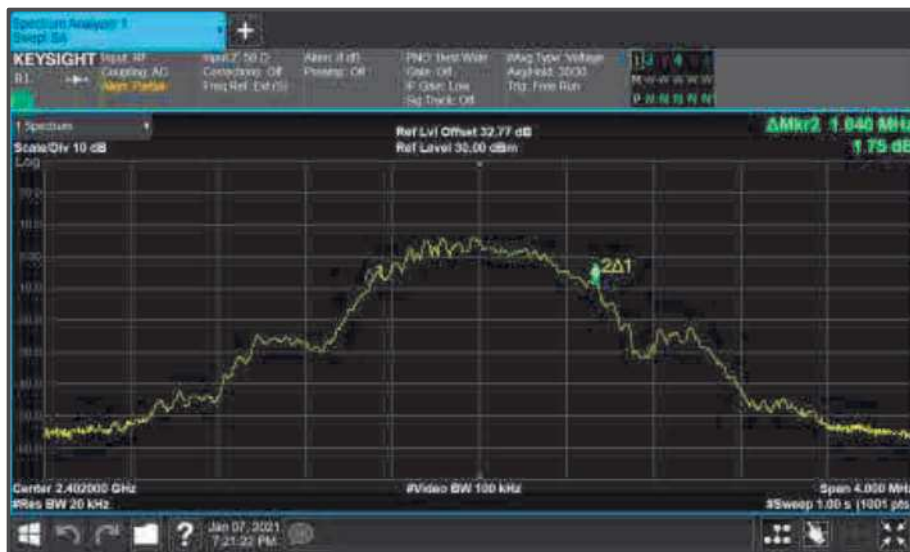 Spectrum Analyzer 1
Swept SA
+
KEYSIGHT
Input: RF
Coupling: AC
Align: Partial
Input Z: 50 Ω
Corrections: Off
Freq Ref: Ext (S)
Atten: 8 dB
Preamp: Off
PNO: Best Wide
Gate: Off
IF Gain: Low
Sig Track: Off
Avg Type: Voltage
Avg|Hold: 30/30
Trig: Free Run
1 Spectrum
Scale/Div 10 dB
Log
Ref Lvl Offset 32.77 dB
Ref Level 30.00 dBm
ΔMkr2 1.040 MHz
1.75 dB
2Δ1
Center 2.402000 GHz
#Res BW 20 kHz
#Video BW 100 kHz
Span 4.000 MHz
#Sweep 1.00 s (1001 pts)
?
Jan 07, 2021
7:21:22 PM